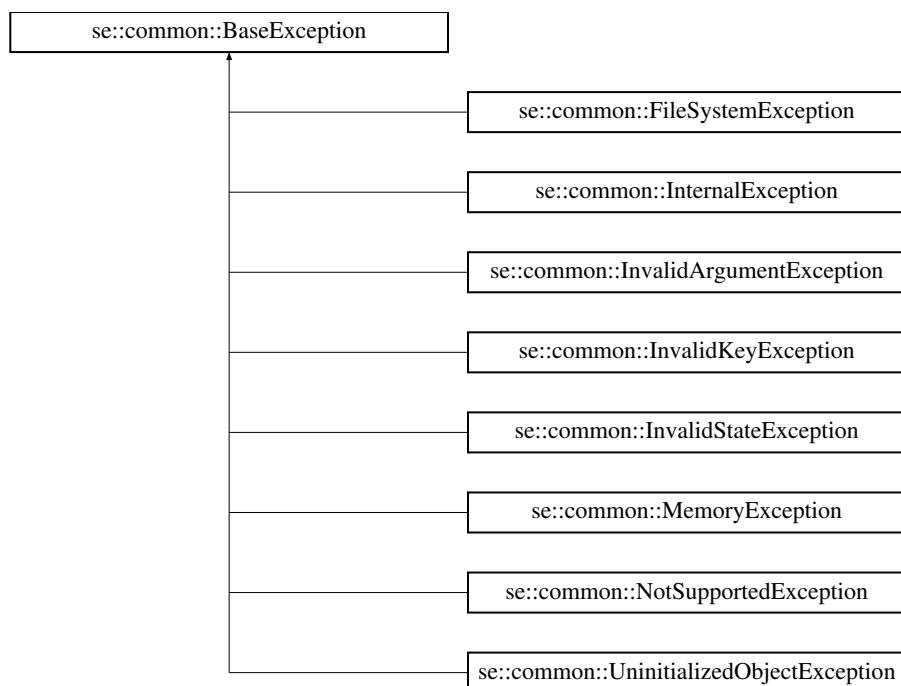 se::common::BaseException
se::common::FileSystemException
se::common::InternalException
se::common::InvalidArgumentException
se::common::InvalidKeyException
se::common::InvalidStateException
se::common::MemoryException
se::common::NotSupportedException
se::common::UninitializedObjectException